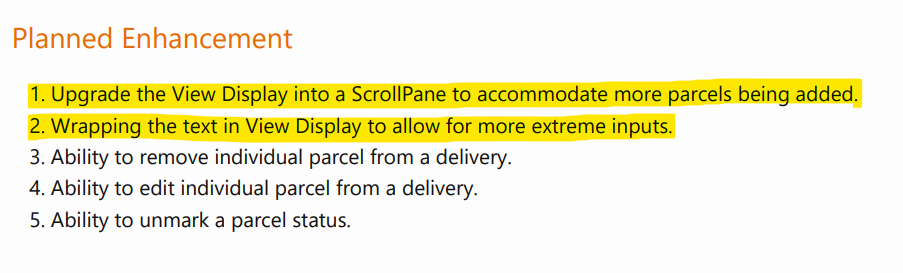 Planned Enhancement
1. Upgrade the View Display into a ScrollPane to accommodate more parcels being added.
2. Wrapping the text in View Display to allow for more extreme inputs.
3. Ability to remove individual parcel from a delivery.
4. Ability to edit individual parcel from a delivery.
5. Ability to unmark a parcel status.